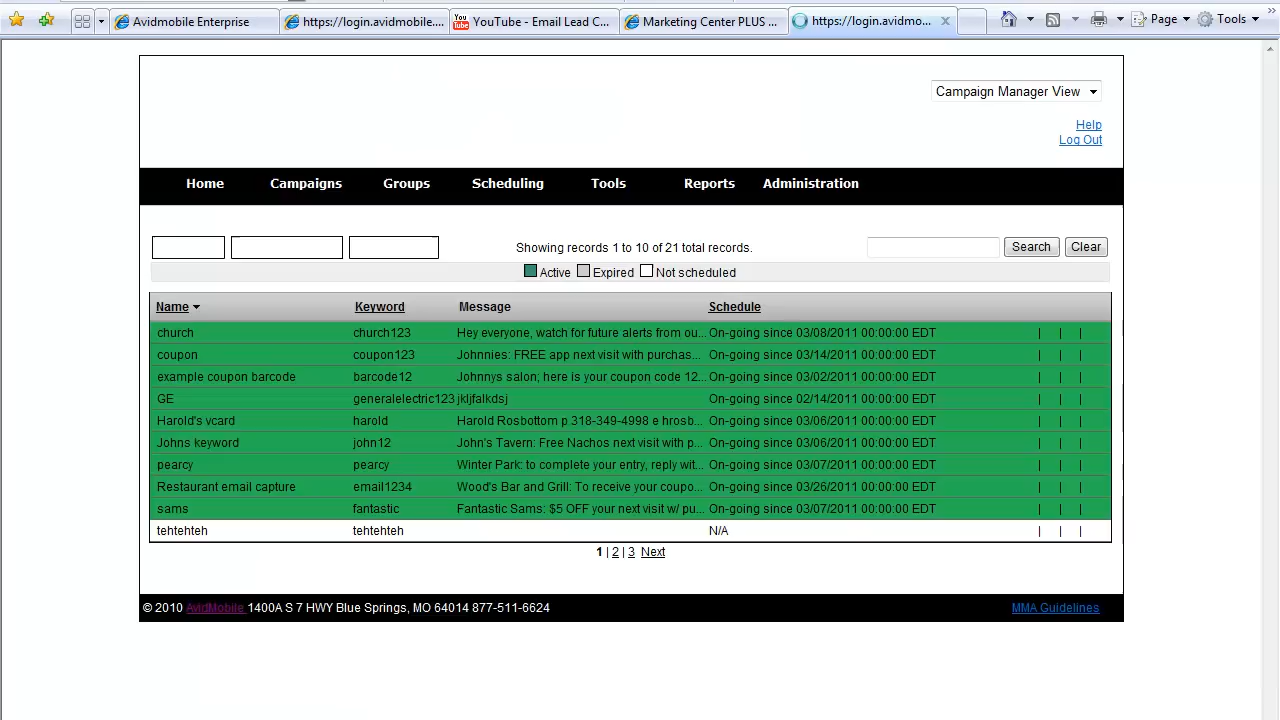 Avidmobile Enterprise https://login.avidmobile.... YouTube - Email Lead C... Marketing Center PLUS ... https://login.avidmo... Page Tools
Campaign Manager View
Help
Log Out
Home Campaigns Groups Scheduling Tools Reports Administration
Showing records 1 to 10 of 21 total records. Search Clear
Active Expired Not scheduled
Name Keyword Message Schedule
church church123 Hey everyone, watch for future alerts from ou... On-going since 03/08/2011 00:00:00 EDT | | |
coupon coupon123 Johnnies: FREE app next visit with purchas... On-going since 03/14/2011 00:00:00 EDT | | |
example coupon barcode barcode12 Johnnys salon; here is your coupon code 12... On-going since 03/02/2011 00:00:00 EDT | | |
GE generalelectric123 jkljfalkdsj On-going since 02/14/2011 00:00:00 EDT | | |
Harold's vcard harold Harold Rosbottom p.318-349-4998 e hrosb... On-going since 03/06/2011 00:00:00 EDT | | |
Johns keyword john12 John's Tavern: Free Nachos next visit with p... On-going since 03/06/2011 00:00:00 EDT | | |
pearcy pearcy Winter Park: to complete your entry, reply wit... On-going since 03/07/2011 00:00:00 EDT | | |
Restaurant email capture email1234 Wood's Bar and Grill: To receive your coupo... On-going since 03/26/2011 00:00:00 EDT | | |
sams fantastic Fantastic Sams: $5 OFF your next visit w/ pu... On-going since 03/07/2011 00:00:00 EDT | | |
tehtehteh tehtehteh N/A | | |
1 | 2 | 3 Next
© 2010 AvidMobile 1400A S 7 HWY Blue Springs, MO 64014 877-511-6624 MMA Guidelines